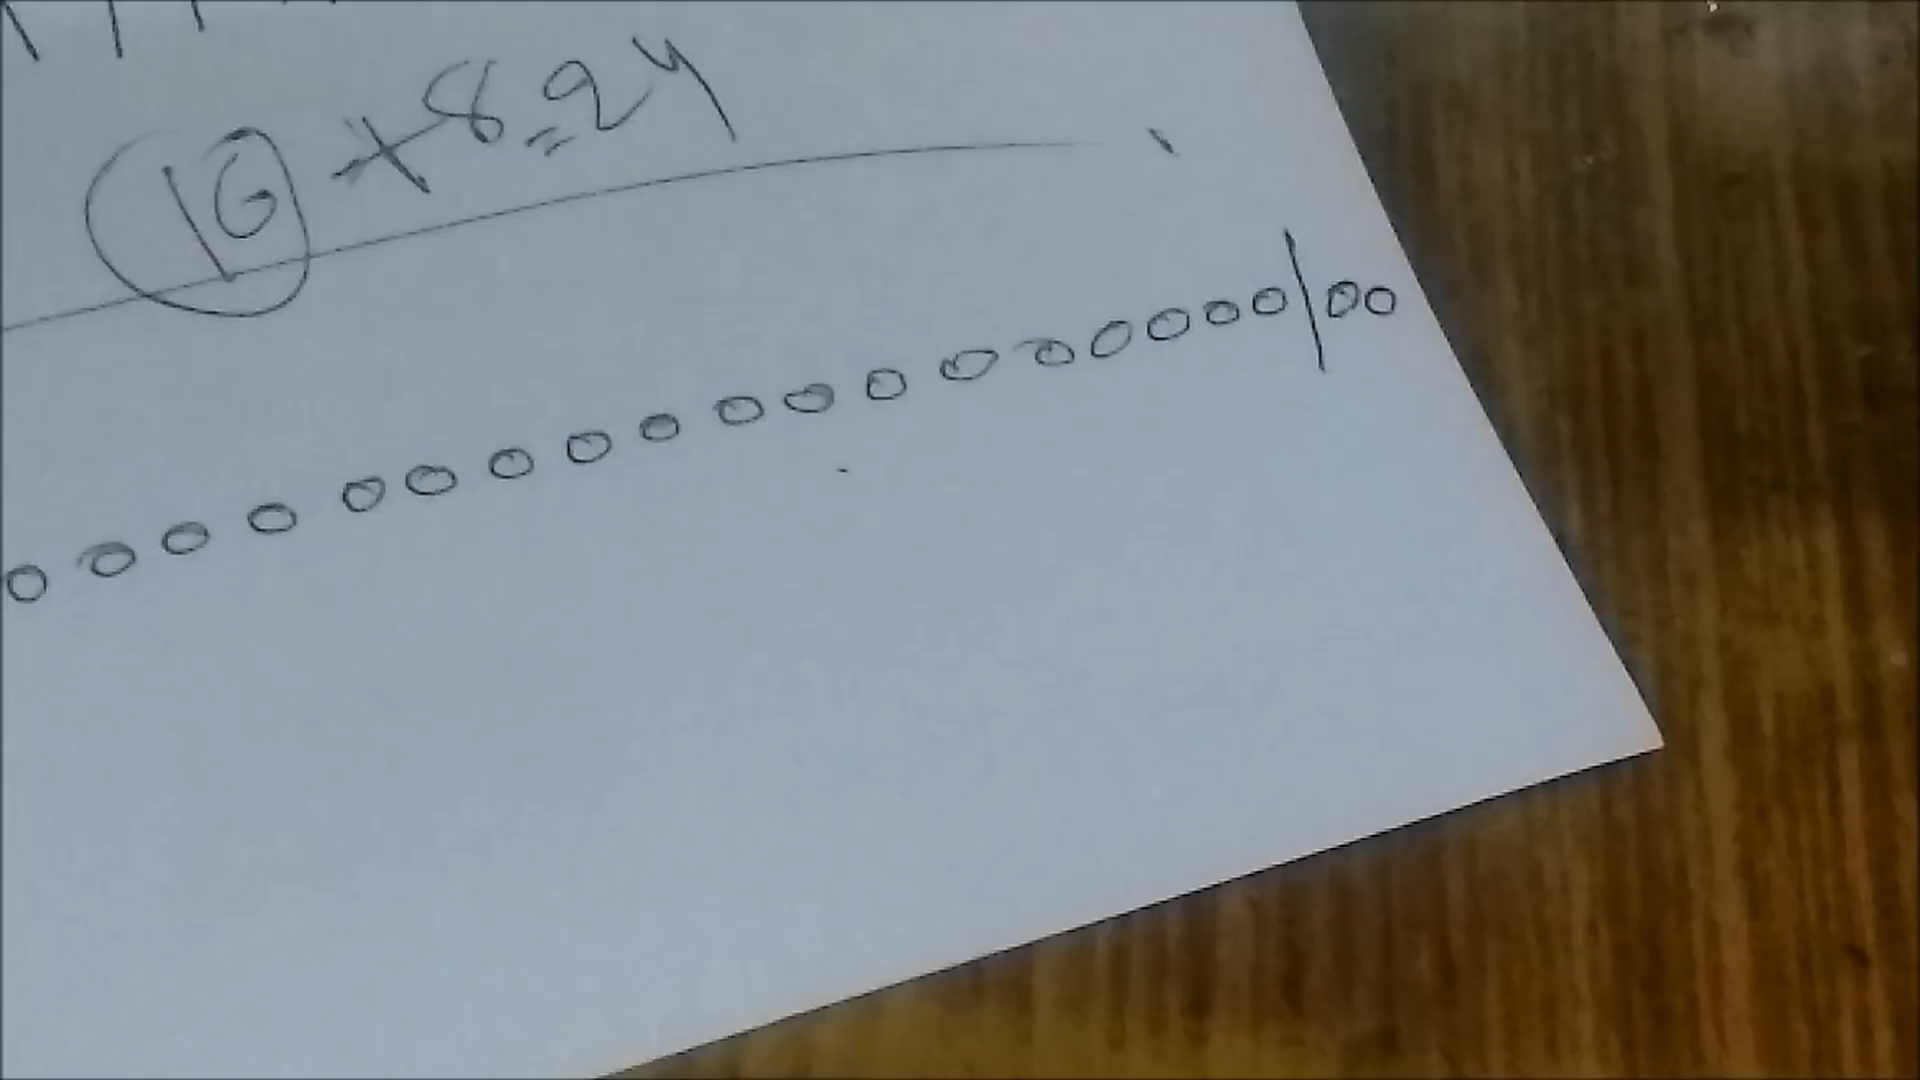 16 + 8 = 24